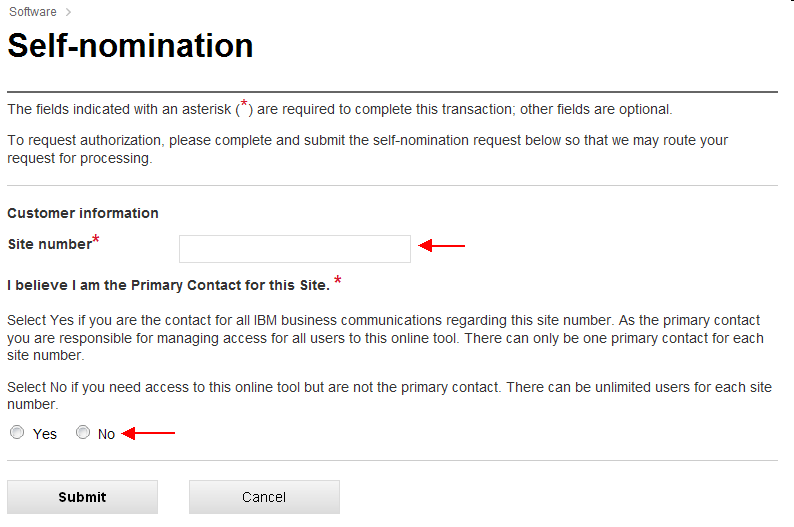 Software >
Self-nomination
The fields indicated with an asterisk (*) are required to complete this transaction; other fields are optional.
To request authorization, please complete and submit the self-nomination request below so that we may route your
request for processing.
Customer information
Site number*
I believe I am the Primary Contact for this Site. *
Select Yes if you are the contact for all IBM business communications regarding this site number. As the primary contact
you are responsible for managing access for all users to this online tool. There can only be one primary contact for each
site number.
Select No if you need access to this online tool but are not the primary contact. There can be unlimited users for each site
number.
Yes No
Submit Cancel